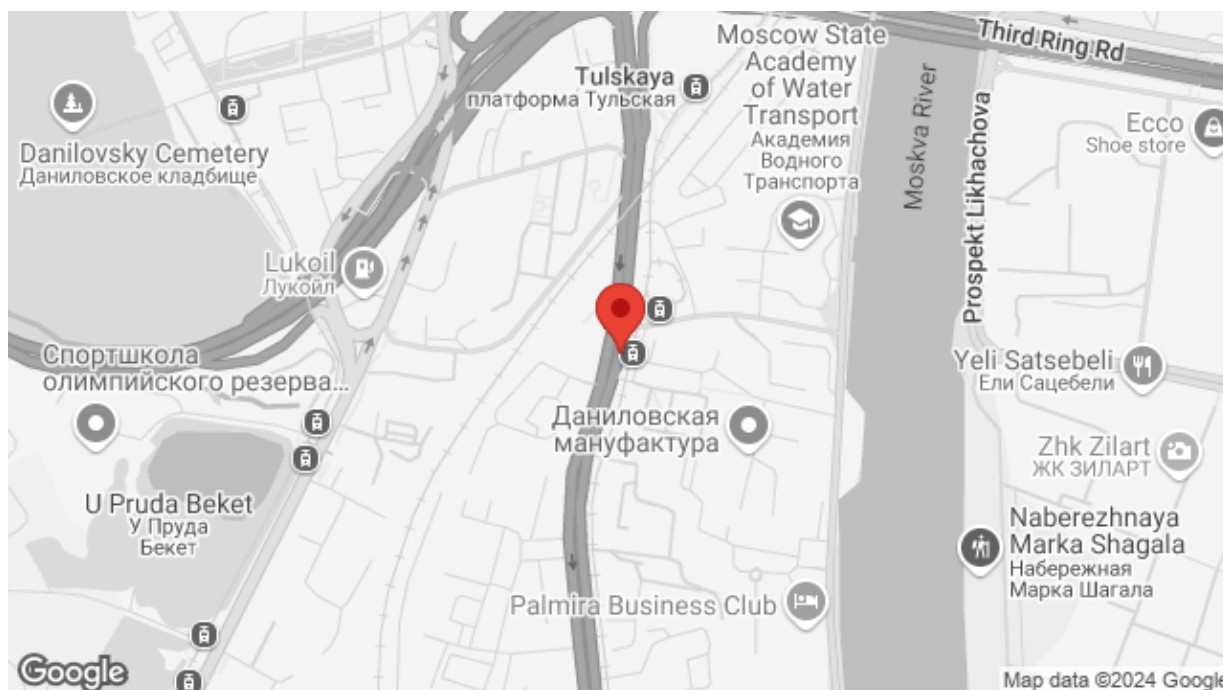 Third Ring Rd
Moscow State
Academy
of Water
Transport
Академия
Водного
Транспорта
Tulskaya
платформа Тульская
Moskva River
Prospekt Likhachova
Ecco
Shoe store
Danilovsky Cemetery
Даниловское кладбище
Lukoil
Лукойл
Спортшкола
олимпийского резерва...
Yeli Satsebeli
Ели Сацебели
Даниловская
мануфактура
Zhk Zilart
ЖК ЗИЛАРТ
U Pruda Beket
У Пруда
Бекет
Naberezhnaya
Marka Shagala
Набережная
Марка Шагала
Palmira Business Club
Google
Map data ©2024 Google